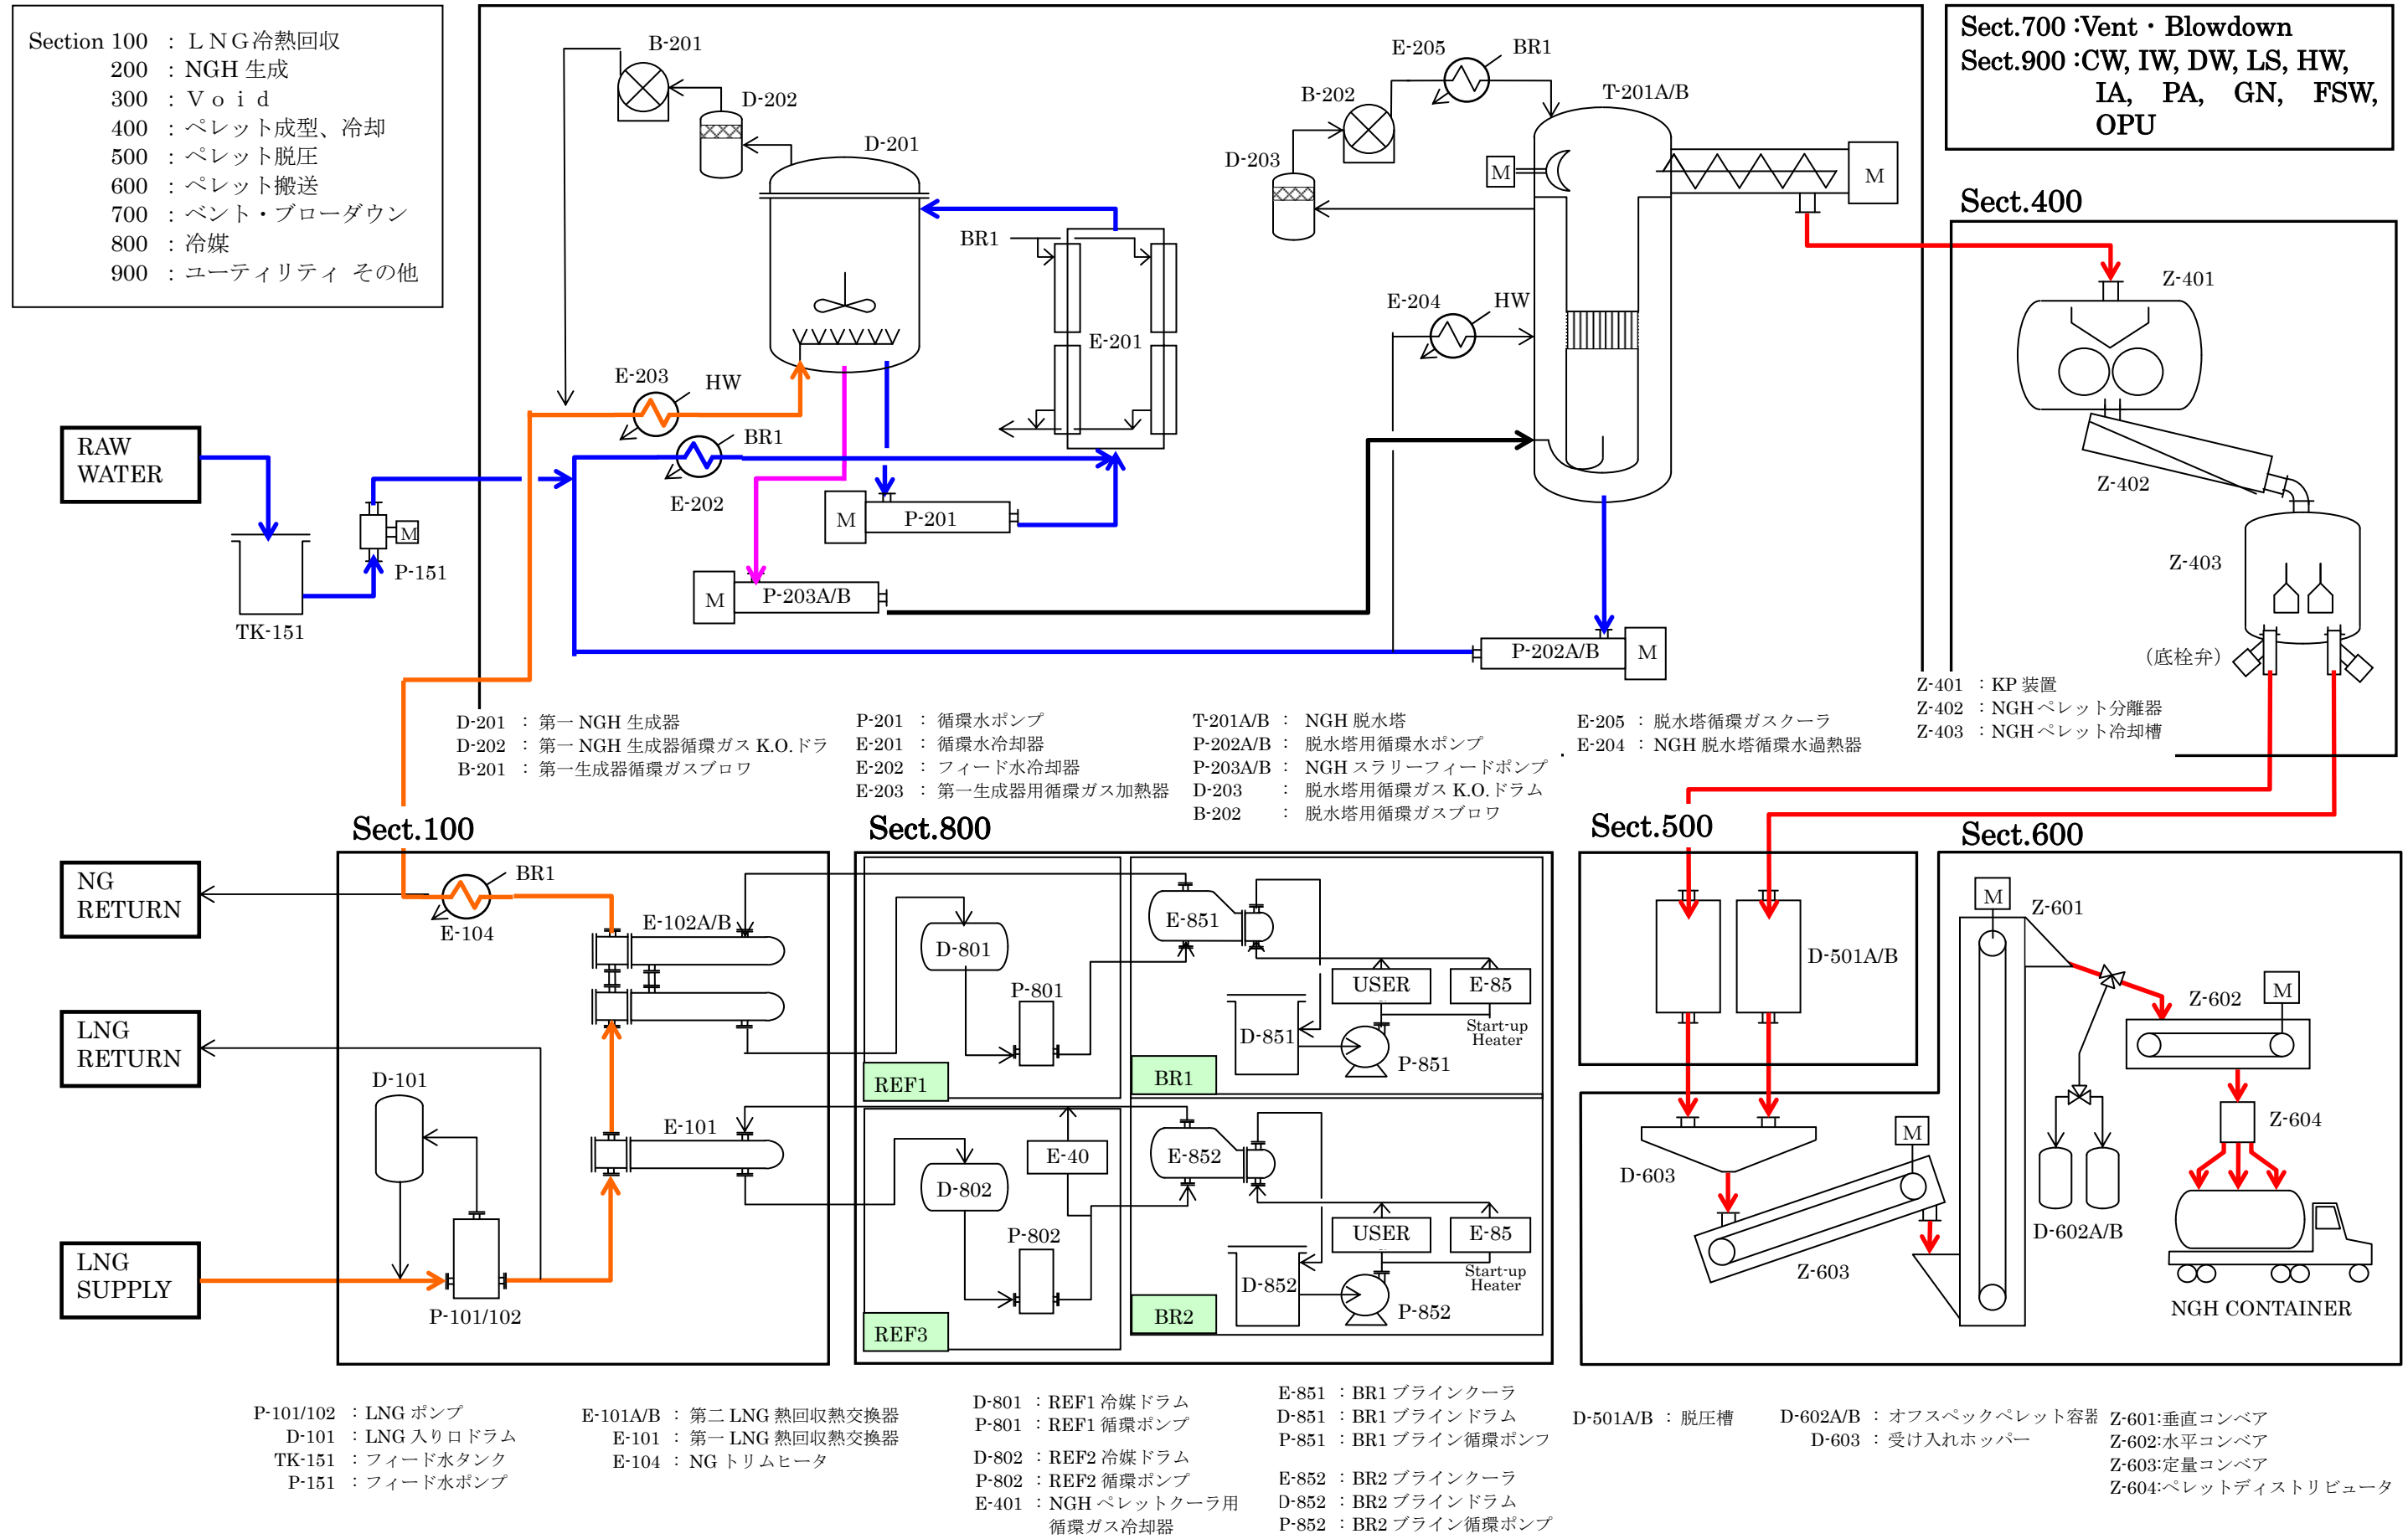 Section 100 : ＬＮＧ冷熱回収
200 : NGH 生成
300 : Ｖｏｉｄ
400 : ペレット成型、冷却
500 : ペレット脱圧
600 : ペレット搬送
700 : ベント・ブローダウン
800 : 冷媒
900 : ユーティリティ その他
Sect.700 :Vent・Blowdown
Sect.900 :CW, IW, DW, LS, HW,
IA, PA, GN, FSW,
OPU
B-201
D-202
D-201
E-205
BR1
B-202
T-201A/B
D-203
M
M
BR1
E-201
E-204
HW
E-203
HW
BR1
E-202
M
P-201
M
P-203A/B
P-202A/B
M
RAW
WATER
M
P-151
TK-151
Sect.400
Z-401
Z-402
Z-403
（底栓弁）
Z-401 ：KP 装置
Z-402 ：NGH ペレット分離器
Z-403 ：NGH ペレット冷却槽
D-201 ： 第一 NGH 生成器
D-202 ： 第一 NGH 生成器循環ガス K.O.ドラ
B-201 ： 第一生成器循環ガスブロワ
P-201 ： 循環水ポンプ
E-201 ： 循環水冷却器
E-202 ： フィード水冷却器
E-203 ： 第一生成器用循環ガス加熱器
T-201A/B ： NGH 脱水塔
P-202A/B ： 脱水塔用循環水ポンプ
P-203A/B ： NGH スラリーフィードポンプ
D-203 ： 脱水塔用循環ガス K.O.ドラム
B-202 ： 脱水塔用循環ガスブロワ
E-205 ： 脱水塔循環ガスクーラ
E-204 ： NGH 脱水塔循環水過熱器
Sect.100
NG
RETURN
LNG
RETURN
LNG
SUPPLY
BR1
E-104
E-102A/B
D-101
E-101
P-101/102
Sect.800
D-801
P-801
REF1
E-851
USER
E-85
Start-up
Heater
D-851
P-851
BR1
D-802
E-40
P-802
REF3
E-852
USER
E-85
Start-up
Heater
D-852
P-852
BR2
Sect.500
D-501A/B
Sect.600
M
Z-601
M
Z-602
Z-604
D-603
M
Z-603
D-602A/B
NGH CONTAINER
P-101/102 ：LNG ポンプ
D-101 ：LNG 入り口ドラム
TK-151 ：フィード水タンク
P-151 ：フィード水ポンプ
E-101A/B ：第二 LNG 熱回収熱交換器
E-101 ：第一 LNG 熱回収熱交換器
E-104 ：NG トリムヒータ
D-801 ：REF1 冷媒ドラム
P-801 ：REF1 循環ポンプ
D-802 ：REF2 冷媒ドラム
P-802 ：REF2 循環ポンプ
E-401 ：NGH ペレットクーラ用
循環ガス冷却器
E-851 ：BR1 ブラインクーラ
D-851 ：BR1 ブラインドラム
P-851 ：BR1 ブライン循環ポンプ
E-852 ：BR2 ブラインクーラ
D-852 ：BR2 ブラインドラム
P-852 ：BR2 ブライン循環ポンプ
D-501A/B ：脱圧槽
D-602A/B ：オフスペックペレット容器
D-603 ：受け入れホッパー
Z-601:垂直コンベア
Z-602:水平コンベア
Z-603:定量コンベア
Z-604:ペレットディストリビュータ